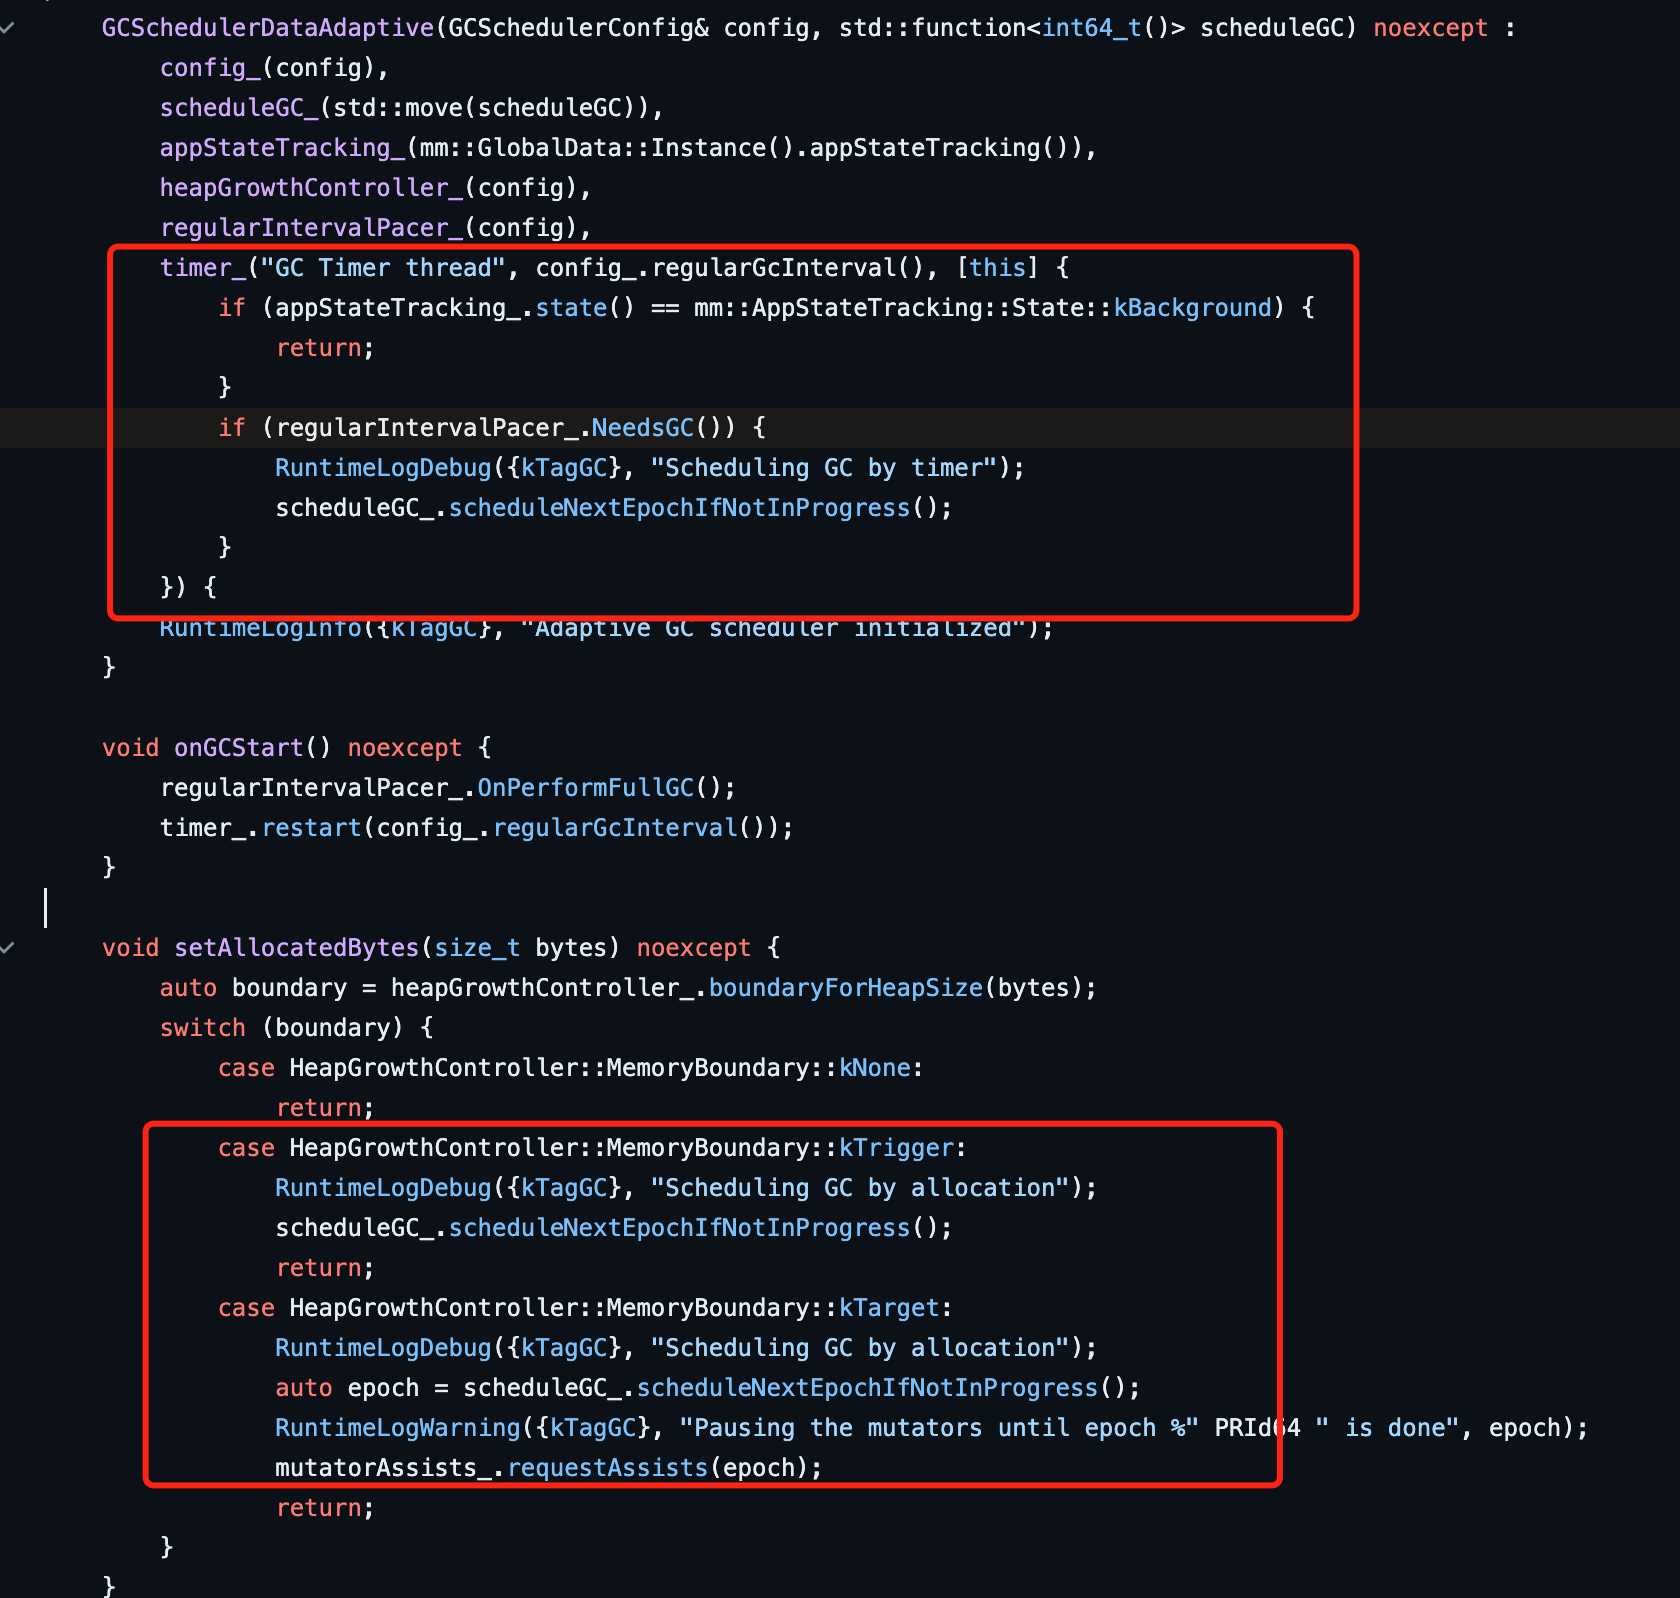 GCSchedulerDataAdaptive(GCSchedulerConfig& config, std::function<int64_t()> scheduleGC) noexcept :
    config_(config),
    scheduleGC_(std::move(scheduleGC)),
    appStateTracking_(mm::GlobalData::Instance().appStateTracking()),
    heapGrowthController_(config),
    regularIntervalPacer_(config),
    timer_("GC Timer thread", config_.regularGcInterval(), [this] {
        if (appStateTracking_.state() == mm::AppStateTracking::State::kBackground) {
            return;
        }
        if (regularIntervalPacer_.NeedsGC()) {
            RuntimeLogDebug({kTagGC}, "Scheduling GC by timer");
            scheduleGC_.scheduleNextEpochIfNotInProgress();
        }
    }) {
    RuntimeLogInfo({kTagGC}, "Adaptive GC scheduler initialized");
}
void onGCStart() noexcept {
    regularIntervalPacer_.OnPerformFullGC();
    timer_.restart(config_.regularGcInterval());
}
void setAllocatedBytes(size_t bytes) noexcept {
    auto boundary = heapGrowthController_.boundaryForHeapSize(bytes);
    switch (boundary) {
        case HeapGrowthController::MemoryBoundary::kNone:
            return;
        case HeapGrowthController::MemoryBoundary::kTrigger:
            RuntimeLogDebug({kTagGC}, "Scheduling GC by allocation");
            scheduleGC_.scheduleNextEpochIfNotInProgress();
            return;
        case HeapGrowthController::MemoryBoundary::kTarget:
            RuntimeLogDebug({kTagGC}, "Scheduling GC by allocation");
            auto epoch = scheduleGC_.scheduleNextEpochIfNotInProgress();
            RuntimeLogWarning({kTagGC}, "Pausing the mutators until epoch %" PRId64 " is done", epoch);
            mutatorAssists_.requestAssists(epoch);
            return;
    }
}